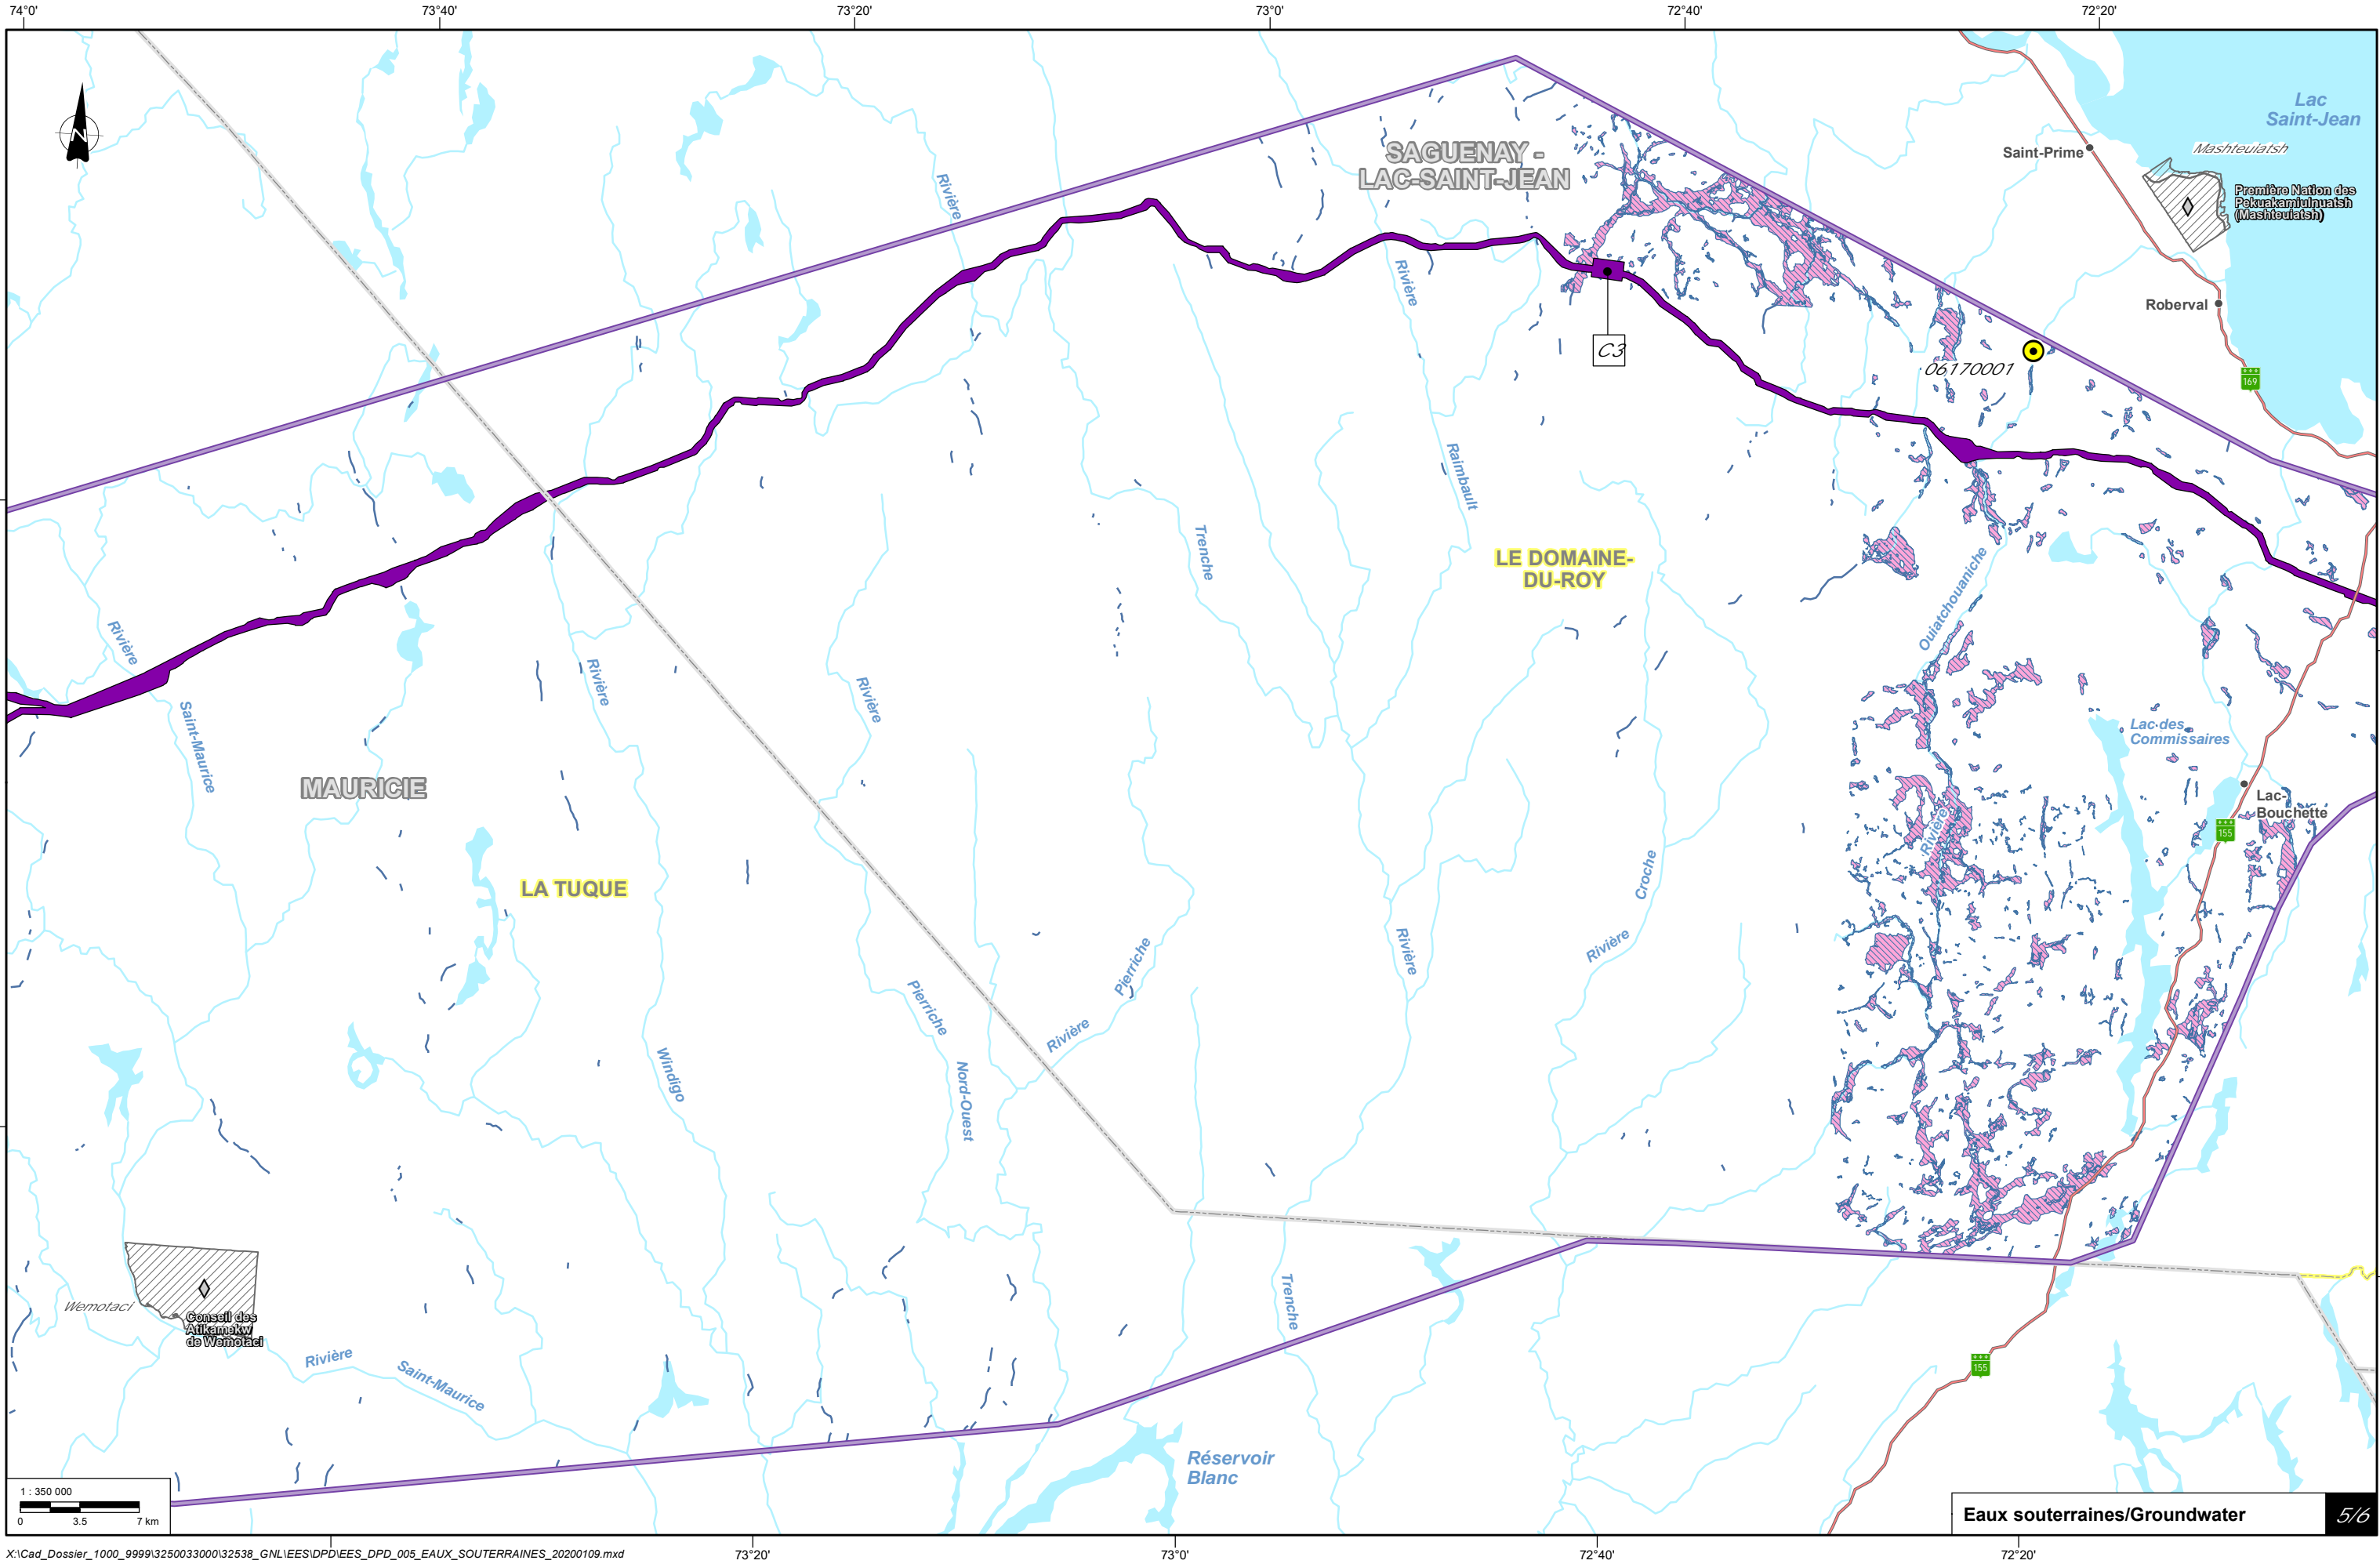 74°0'
73°40'
73°20'
73°0'
72°40'
72°20'
N
Lac
Saint-Jean
Mashteuiatsh
Saint-Prime
Première Nation des
Pekuakamiulnuatsh
(Mashteuiatsh)
SAGUENAY -
LAC-SAINT-JEAN
Rivière
Rivière
Roberval
C3
06170001
169
Raimbault
Trenche
LE DOMAINE-
DU-ROY
Ouiatchouaniche
Rivière
Rivière
Rivière
Saint-Maurice
Lac des
Commissaires
MAURICIE
Lac-
Bouchette
155
Rivière
LA TUQUE
Croche
Rivière
Rivière
Pierriche
Pierriche
Rivière
Windigo
Nord-Ouest
Wemotaci
Conseil des
Atikamekw
de Wemotaci
Trenche
Rivière
Saint-Maurice
155
Réservoir
Blanc
1 : 350 000
0 3.5 7 km
Eaux souterraines/Groundwater 5/6
X:\Cad_Dossier_1000_9999\3250033000\32538_GNL\EES\DPD\EES_DPD_005_EAUX_SOUTERRAINES_20200109.mxd
73°20'
73°0'
72°40'
72°20'